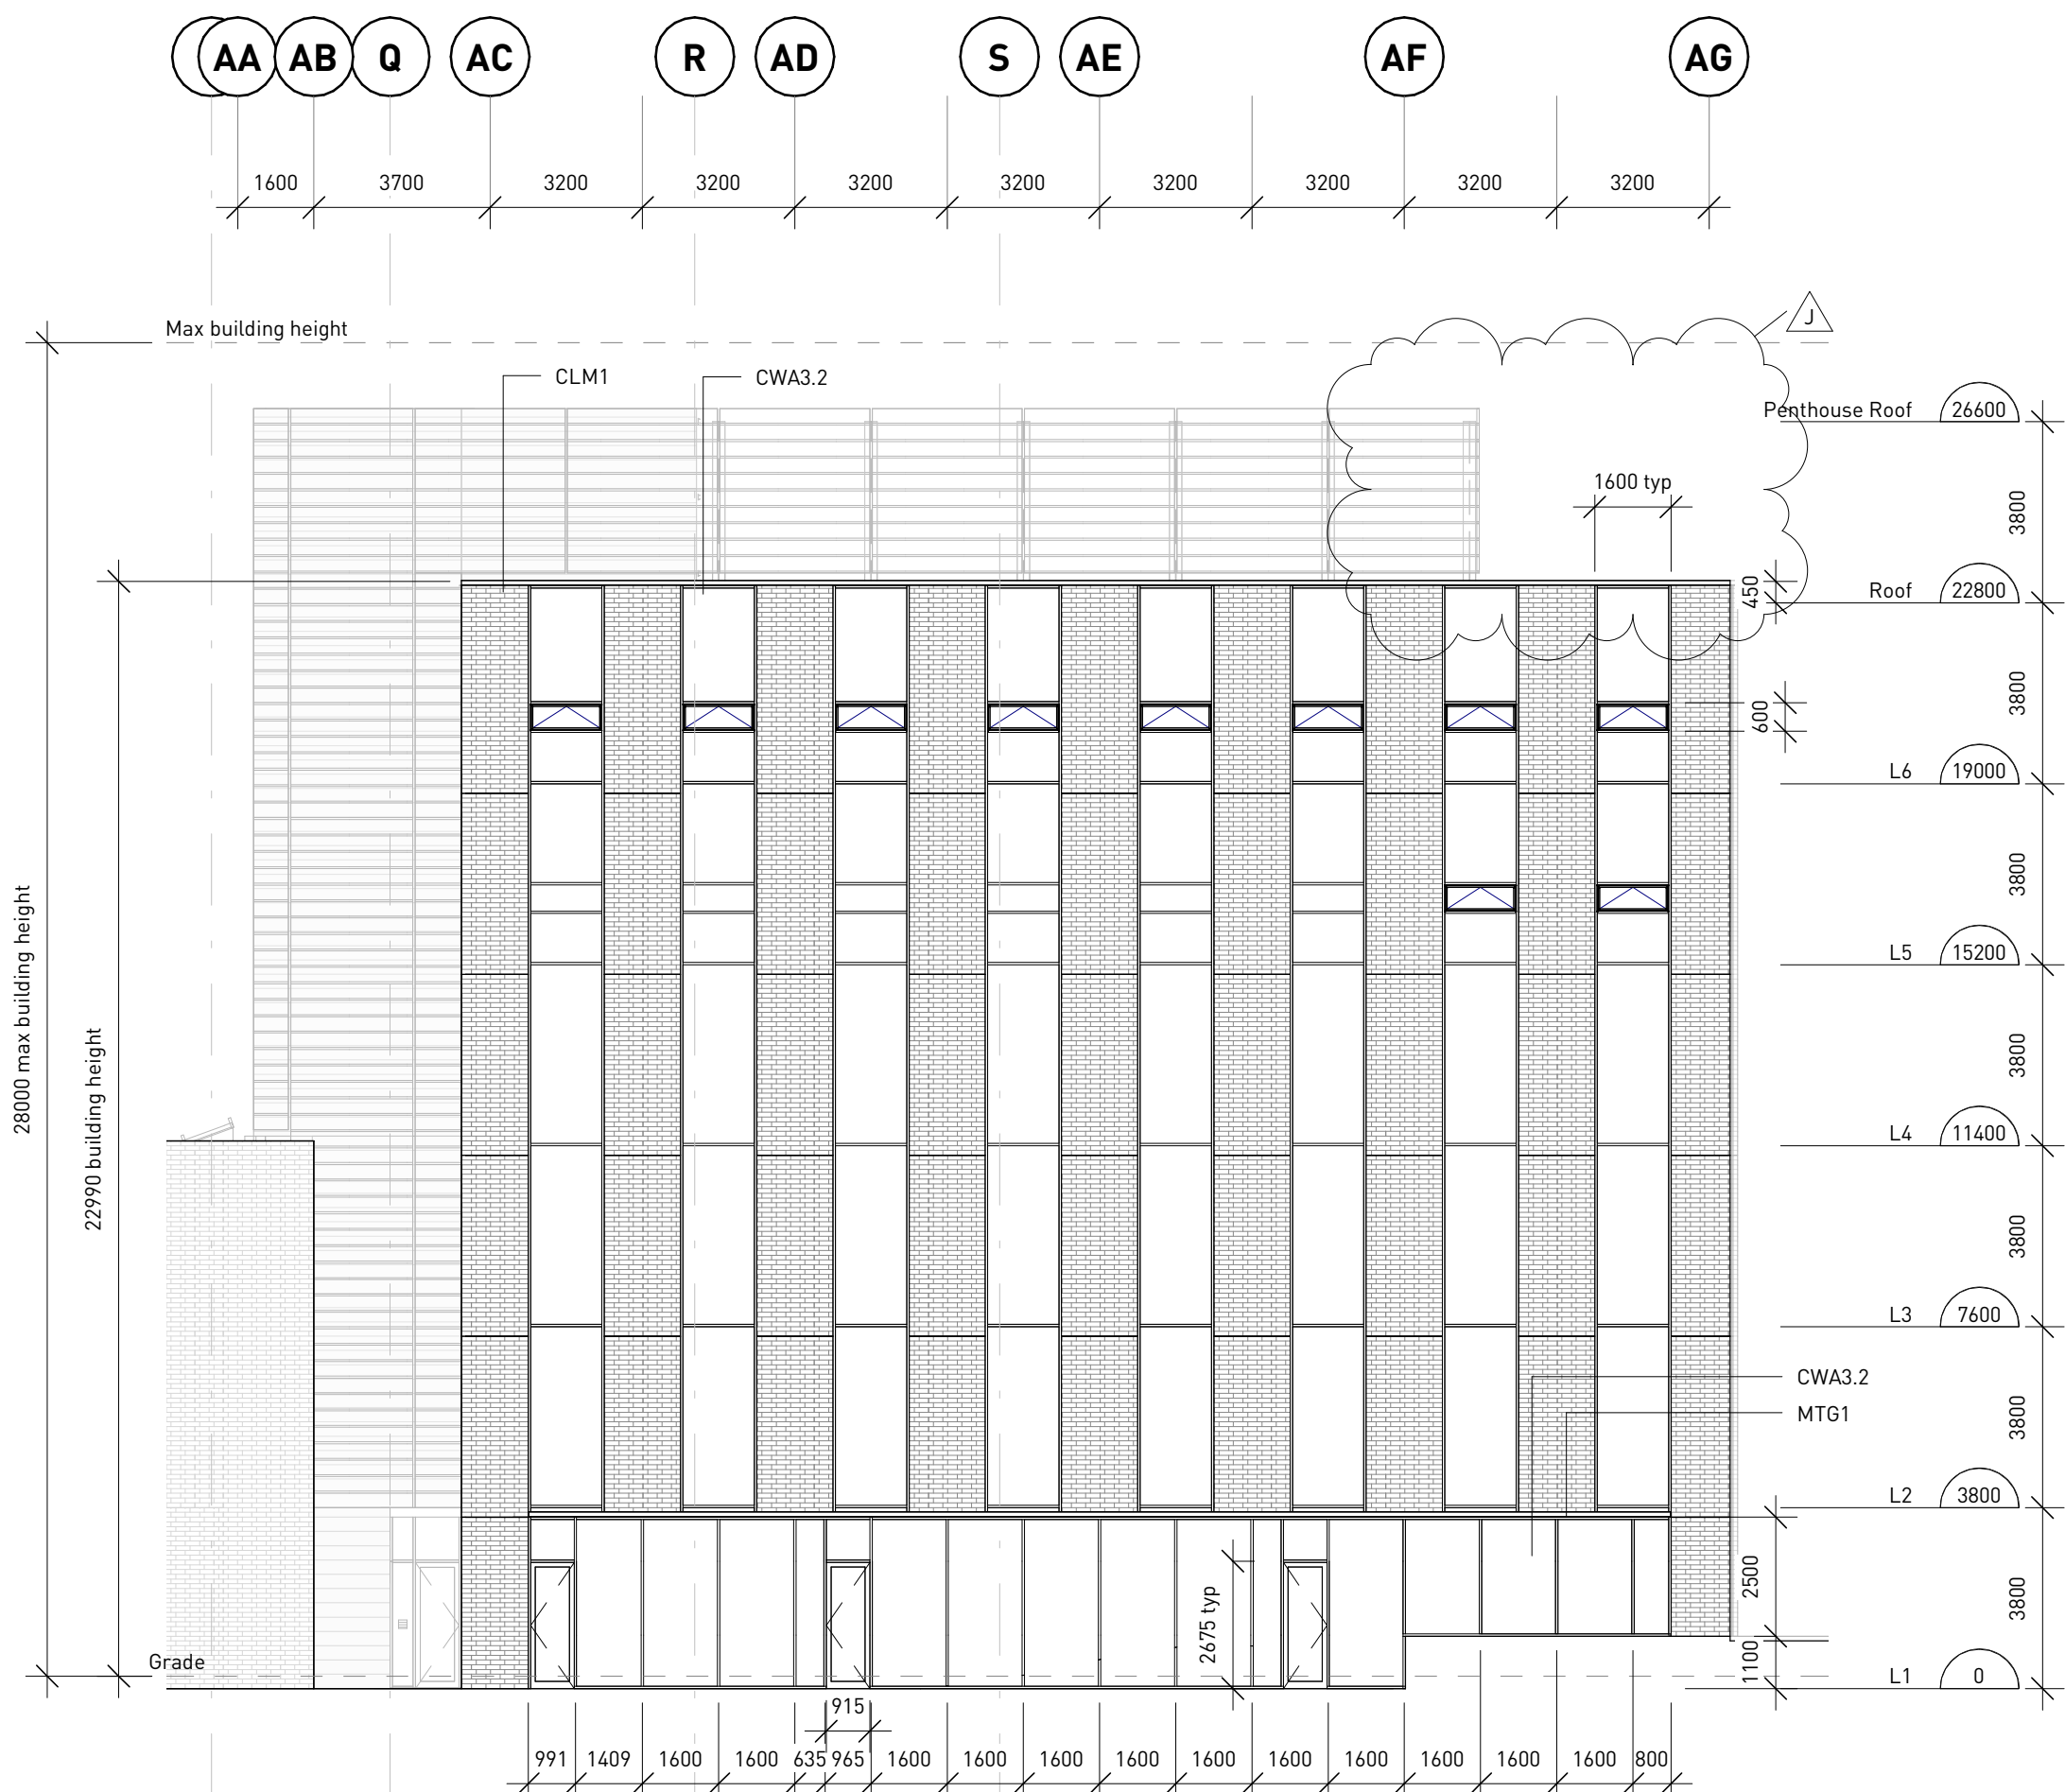 AA AB Q AC R AD S AE AF AG
1600 3700 3200 3200 3200 3200 3200 3200 3200 3200
J
Max building height
CLM1 CWA3.2
Penthouse Roof 26600
1600 typ
3800
450
Roof 22800
3800
600
L6 19000
3800
28000 max building height
L5 15200
22990 building height
3800
L4 11400
3800
L3 7600
CWA3.2
MTG1
3800
L2 3800
2500
2675 typ
3800
Grade
1100
L1 0
915
991 1409 1600 1600 635 965 1600 1600 1600 1600 1600 1600 1600 1600 1600 1600 800